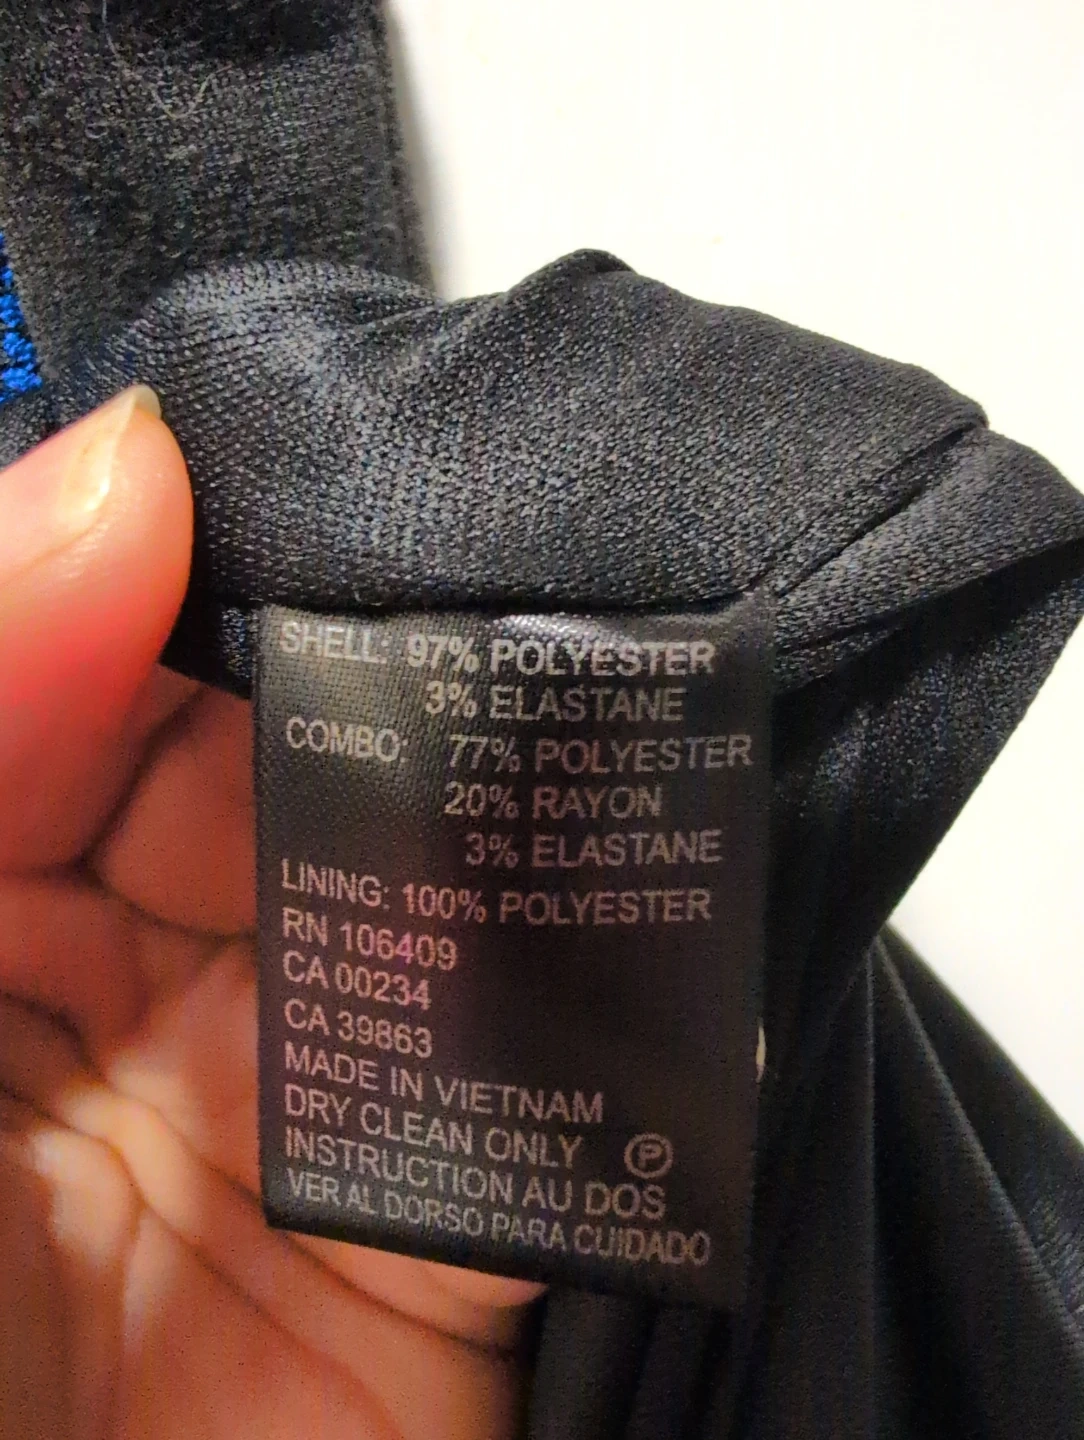 SHELL: 97% POLYESTER
3% ELASTANE
COMBO: 77% POLYESTER
20% RAYON
3% ELASTANE
LINING: 100% POLYESTER
RN 106409
CA 00234
CA 39863
MADE IN VIETNAM
DRY CLEAN ONLY Ⓟ
INSTRUCTION AU DOS
VER AL DORSO PARA CUIDADO